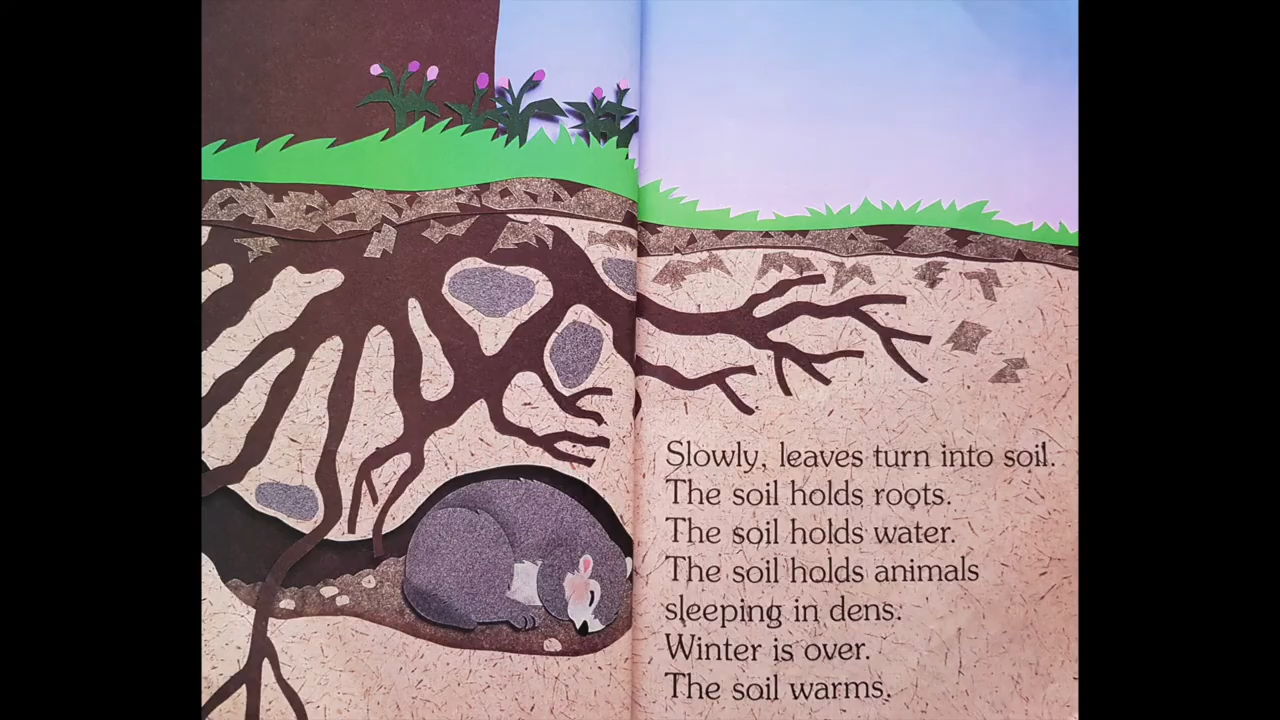 Slowly, leaves turn into soil.
The soil holds roots.
The soil holds water.
The soil holds animals
sleeping in dens.
Winter is over.
The soil warms.